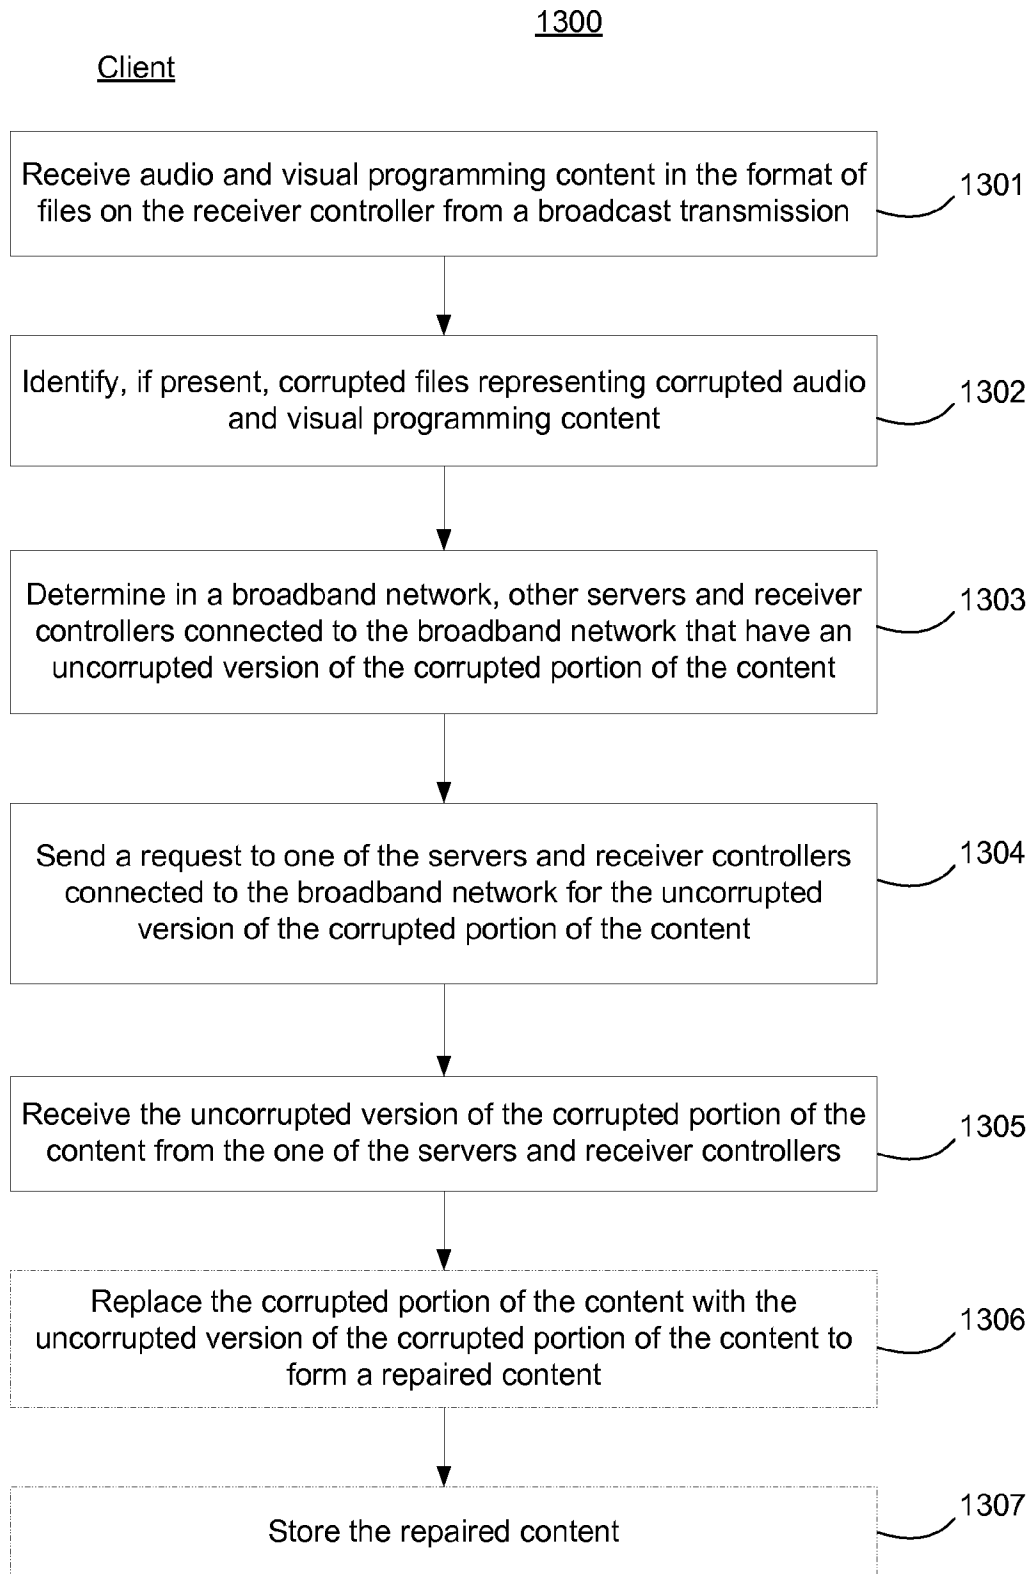 1300
Client
Receive audio and visual programming content in the format of
files on the receiver controller from a broadcast transmission
1301
Identify, if present, corrupted files representing corrupted audio
and visual programming content
1302
Determine in a broadband network, other servers and receiver
controllers connected to the broadband network that have an
uncorrupted version of the corrupted portion of the content
1303
Send a request to one of the servers and receiver controllers
connected to the broadband network for the uncorrupted
version of the corrupted portion of the content
1304
Receive the uncorrupted version of the corrupted portion of the
content from the one of the servers and receiver controllers
1305
Replace the corrupted portion of the content with the
uncorrupted version of the corrupted portion of the content to
form a repaired content
1306
Store the repaired content
1307